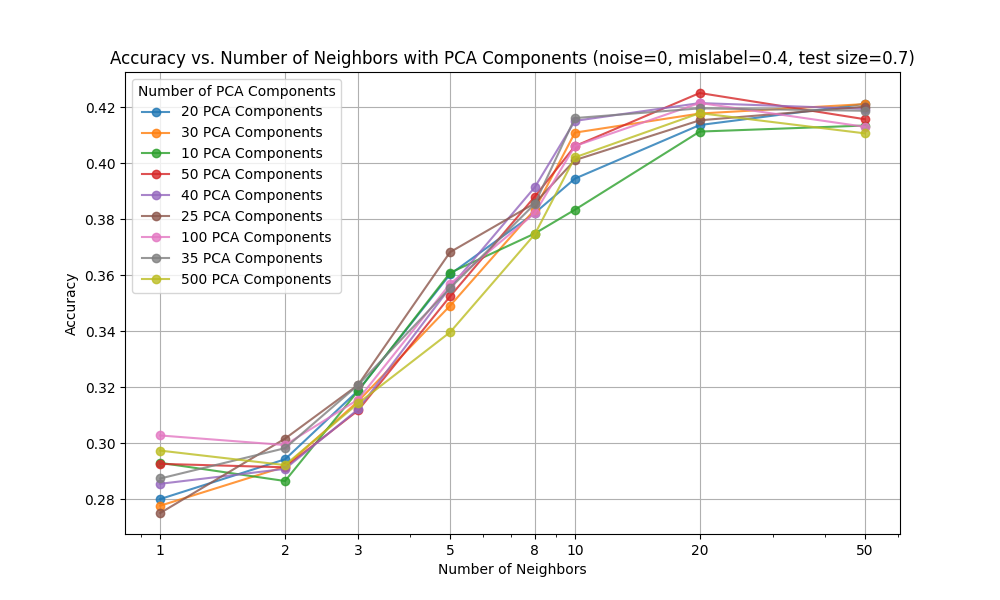 Accuracy vs. Number of Neighbors with PCA Components (noise=0, mislabel=0.4, test size=0.7)
Number of PCA Components
20 PCA Components
30 PCA Components
10 PCA Components
50 PCA Components
40 PCA Components
25 PCA Components
100 PCA Components
35 PCA Components
500 PCA Components
Accuracy
0.42
0.40
0.38
0.36
0.34
0.32
0.30
0.28
1 2 3 5 8 10 20 50
Number of Neighbors